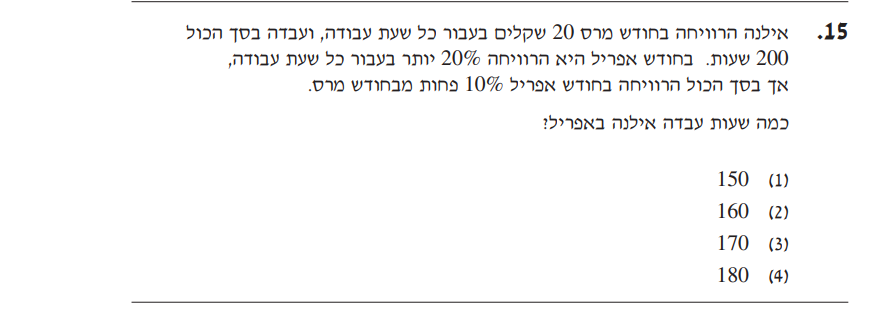 15. אילנה הרוויחה בחודש מרס 20 שקלים בעבור כל שעת עבודה, ועבדה בסך הכול
200 שעות. בחודש אפריל היא הרוויחה 20% יותר בעבור כל שעת עבודה,
אך בסך הכול הרוויחה בחודש אפריל 10% פחות מבחודש מרס.
כמה שעות עבדה אילנה באפריל?
(1) 150
(2) 160
(3) 170
(4) 180